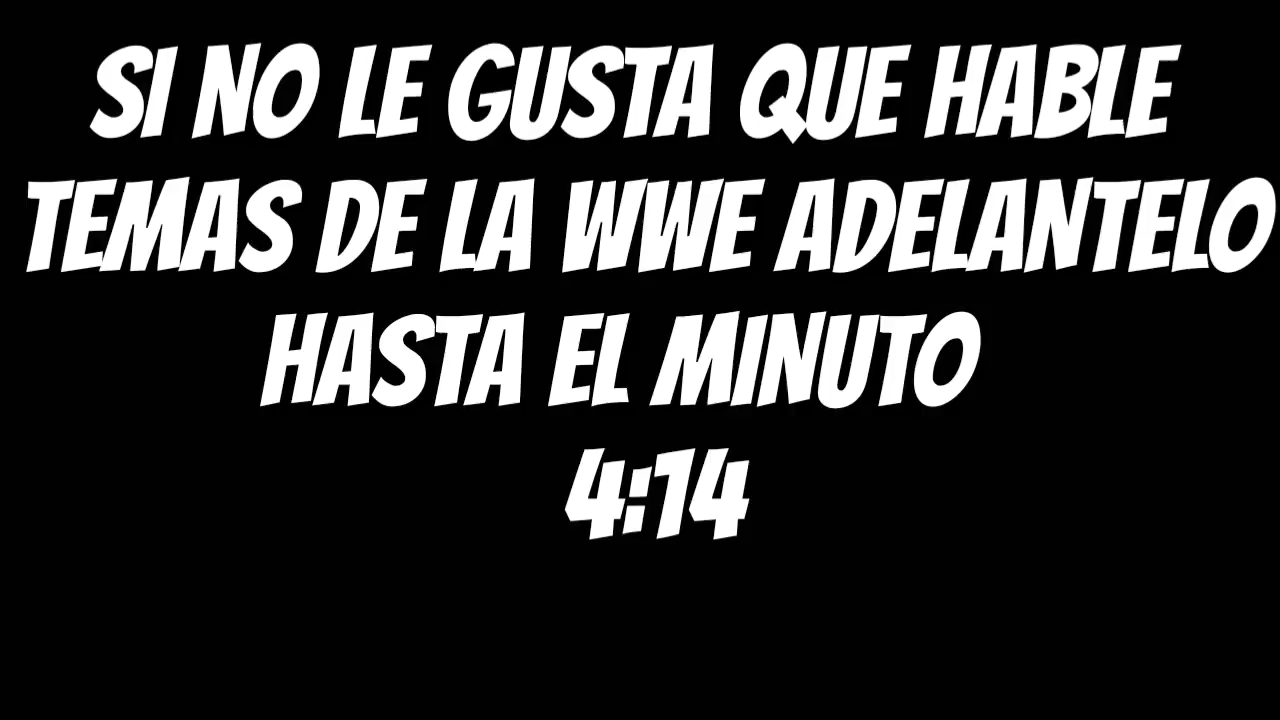 SI NO LE GUSTA QUE HABLE
TEMAS DE LA WWE ADELANTELO
HASTA EL MINUTO
4:14